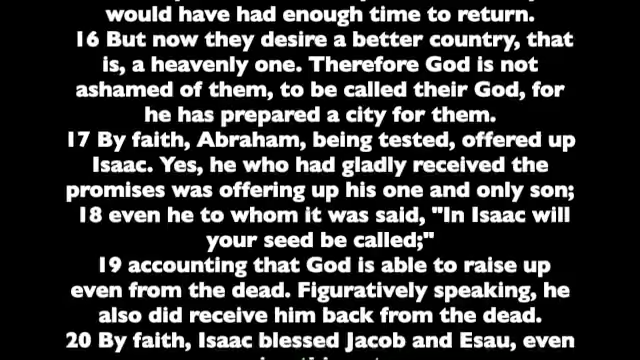 would have had enough time to return.
16 But now they desire a better country, that
is, a heavenly one. Therefore God is not
ashamed of them, to be called their God, for
he has prepared a city for them.
17 By faith, Abraham, being tested, offered up
Isaac. Yes, he who had gladly received the
promises was offering up his one and only son;
18 even he to whom it was said, "In Isaac will
your seed be called;"
19 accounting that God is able to raise up
even from the dead. Figuratively speaking, he
also did receive him back from the dead.
20 By faith, Isaac blessed Jacob and Esau, even